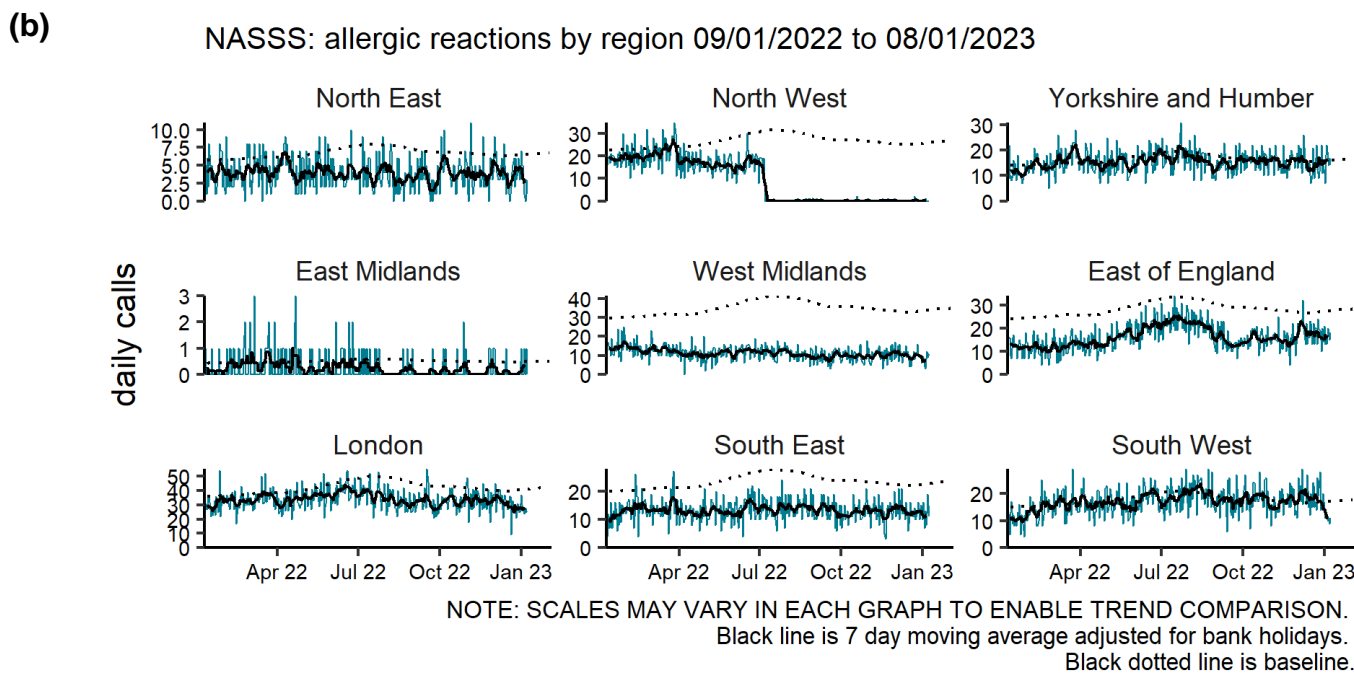 (b)
NASSS: allergic reactions by region 09/01/2022 to 08/01/2023
daily calls
North East
10.0
7.5
5.0
2.5
0.0
North West
30
20
10
0
Yorkshire and Humber
30
20
10
0
East Midlands
3
2
1
0
West Midlands
40
30
20
10
0
East of England
30
20
10
0
London
50
40
30
20
10
0
Apr 22 Jul 22 Oct 22 Jan 23
South East
20
10
0
Apr 22 Jul 22 Oct 22 Jan 23
South West
20
10
0
Apr 22 Jul 22 Oct 22 Jan 23
NOTE: SCALES MAY VARY IN EACH GRAPH TO ENABLE TREND COMPARISON.
Black line is 7 day moving average adjusted for bank holidays.
Black dotted line is baseline.